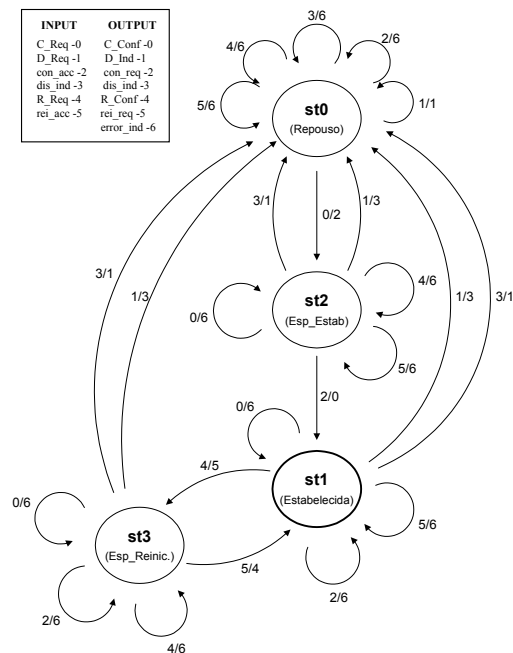 INPUT OUTPUT
C_Req -0 C_Conf -0
D_Req -1 D_Ind -1
con_acc -2 con_req -2
dis_ind -3 dis_ind -3
R_Req -4 R_Conf -4
rei_acc -5 rei_req -5
error_ind -6
3/6
4/6
2/6
5/6
1/1
st0
(Repouso)
3/1
0/2
1/3
3/1
1/3
st2
(Esp_Estab)
4/6
0/6
5/6
1/3
3/1
2/0
0/6
4/5
st1
(Estabelecida)
0/6
st3
(Esp_Reinic.)
5/6
5/4
2/6
2/6
4/6